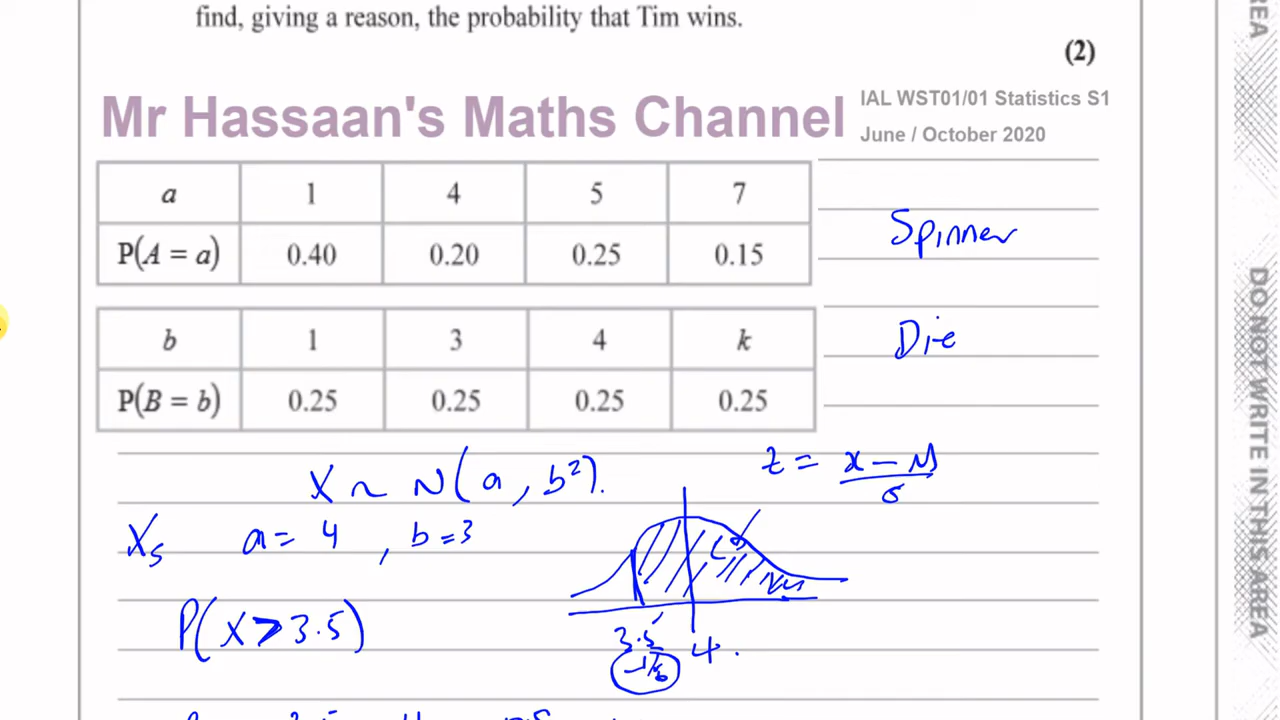 find, giving a reason, the probability that Tim wins.
(2)
Mr Hassaan's Maths Channel
IAL WST01/01 Statistics S1
June / October 2020
a 1 4 5 7
P(A = a) 0.40 0.20 0.25 0.15
Spinner
b 1 3 4 k
P(B = b) 0.25 0.25 0.25 0.25
Die
X ~ N(a, b²).
z = x - μ / σ
X₅ a = 4, b = 3
P(X > 3.5)
3.5 4.
-1/6
AREA
DO NOT WRITE IN THIS AREA